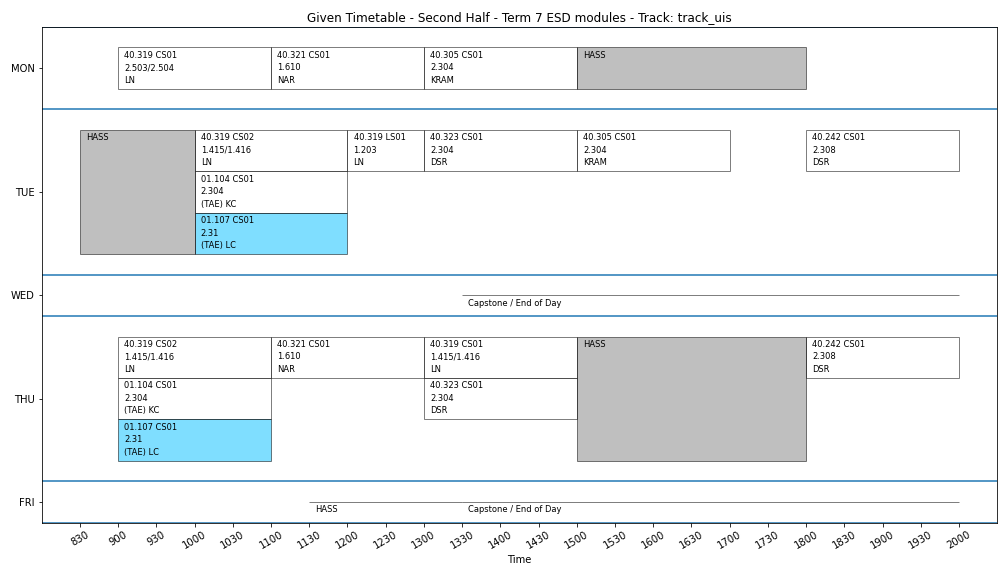 Given Timetable - Second Half - Term 7 ESD modules - Track: track_uis
MON
40.319 CS01
2.503/2.504
LN
40.321 CS01
1.610
NAR
40.305 CS01
2.304
KRAM
HASS
TUE
HASS
40.319 CS02
1.415/1.416
LN
01.104 CS01
2.304
(TAE) KC
01.107 CS01
2.31
(TAE) LC
40.319 LS01
1.203
LN
40.323 CS01
2.304
DSR
40.305 CS01
2.304
KRAM
40.242 CS01
2.308
DSR
WED
Capstone / End of Day
THU
40.319 CS02
1.415/1.416
LN
01.104 CS01
2.304
(TAE) KC
01.107 CS01
2.31
(TAE) LC
40.321 CS01
1.610
NAR
40.319 CS01
1.415/1.416
LN
40.323 CS01
2.304
DSR
HASS
40.242 CS01
2.308
DSR
FRI
HASS
Capstone / End of Day
830 900 930 1000 1030 1100 1130 1200 1230 1300 1330 1400 1430 1500 1600 1630 1700 1730 1800 1830 1900 1930 2000
Time